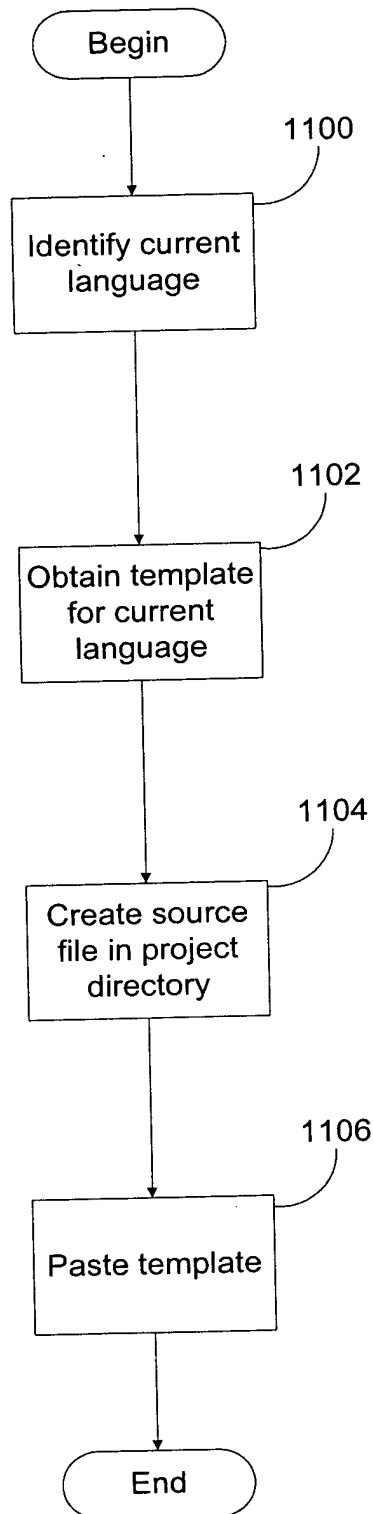 Begin
1100
Identify current
language
1102
Obtain template
for current
language
1104
Create source
file in project
directory
1106
Paste template
End